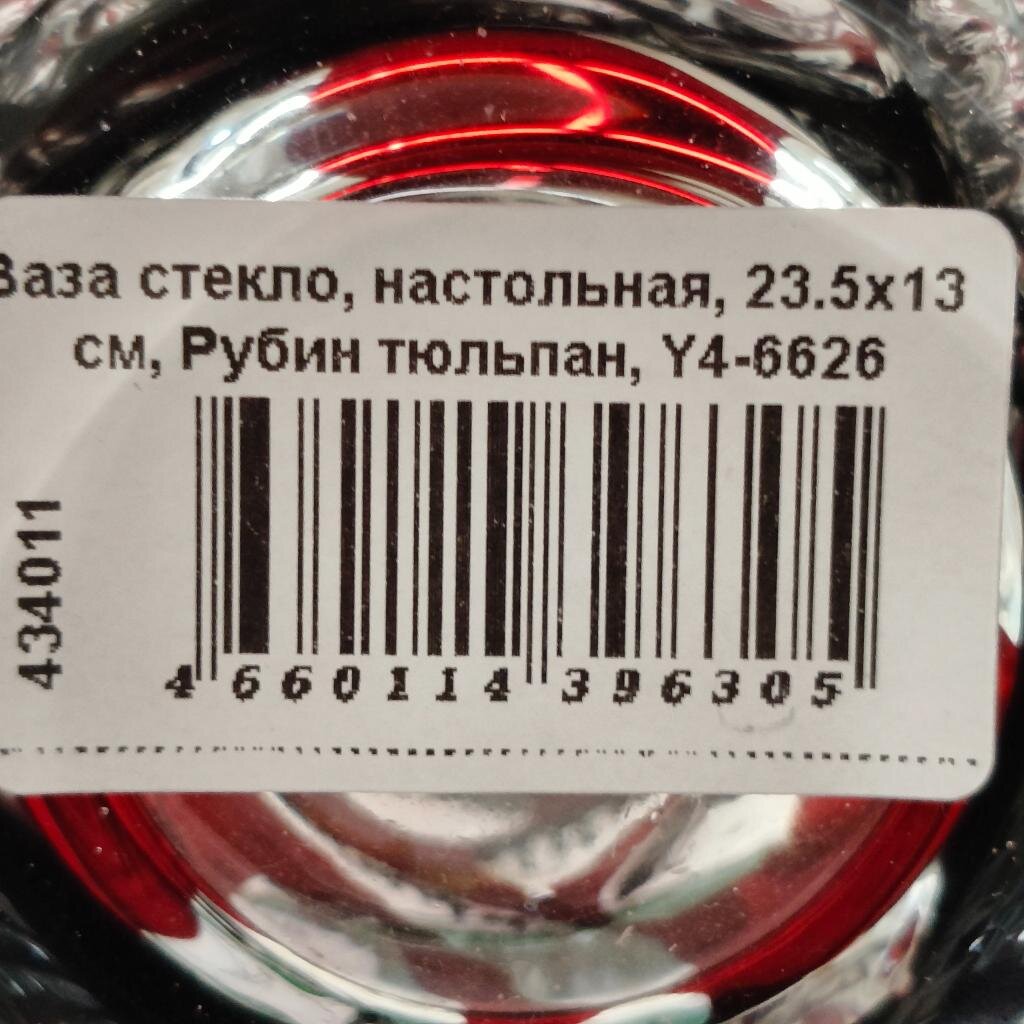 Ваза стекло, настольная, 23.5x13
см, Рубин тюльпан, Y4-6626
434011
4 660114 396305